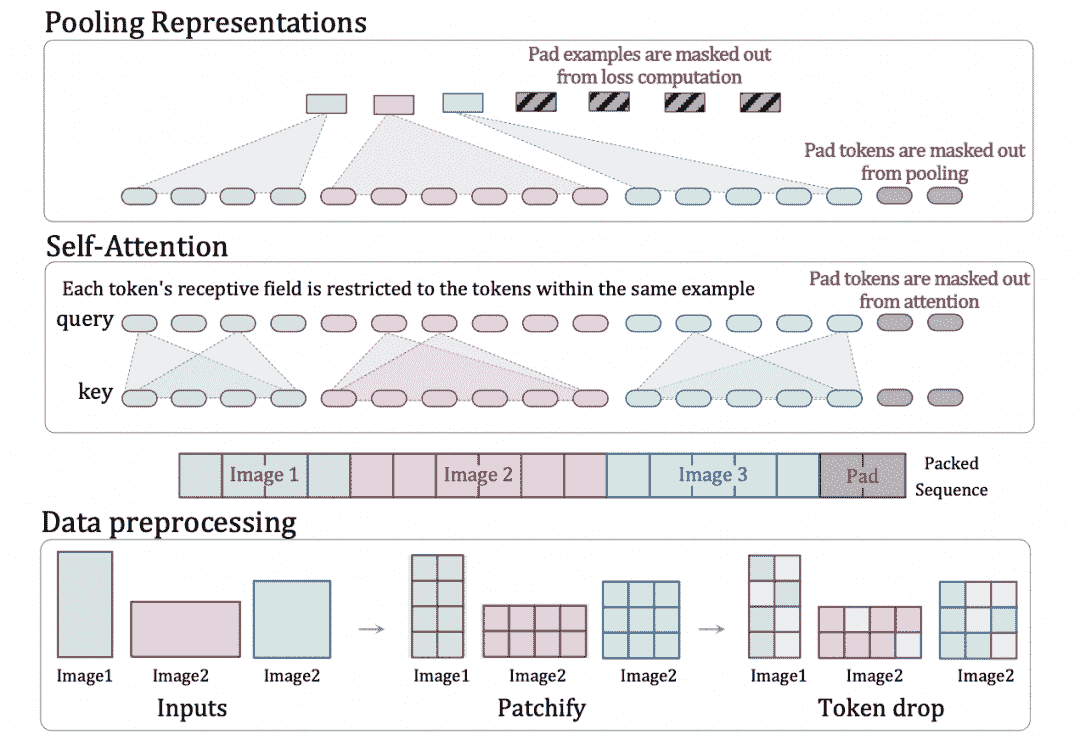 Pooling Representations
Pad examples are masked out
from loss computation
Pad tokens are masked out
from pooling
Self-Attention
Each token's receptive field is restricted to the tokens within the same example
Pad tokens are masked out
from attention
query
key
Image 1
Image 2
Image 3
Pad
Packed
Sequence
Data preprocessing
Image1
Image2
Image2
Image1
Image2
Image2
Image1
Image2
Image2
Inputs
Patchify
Token drop